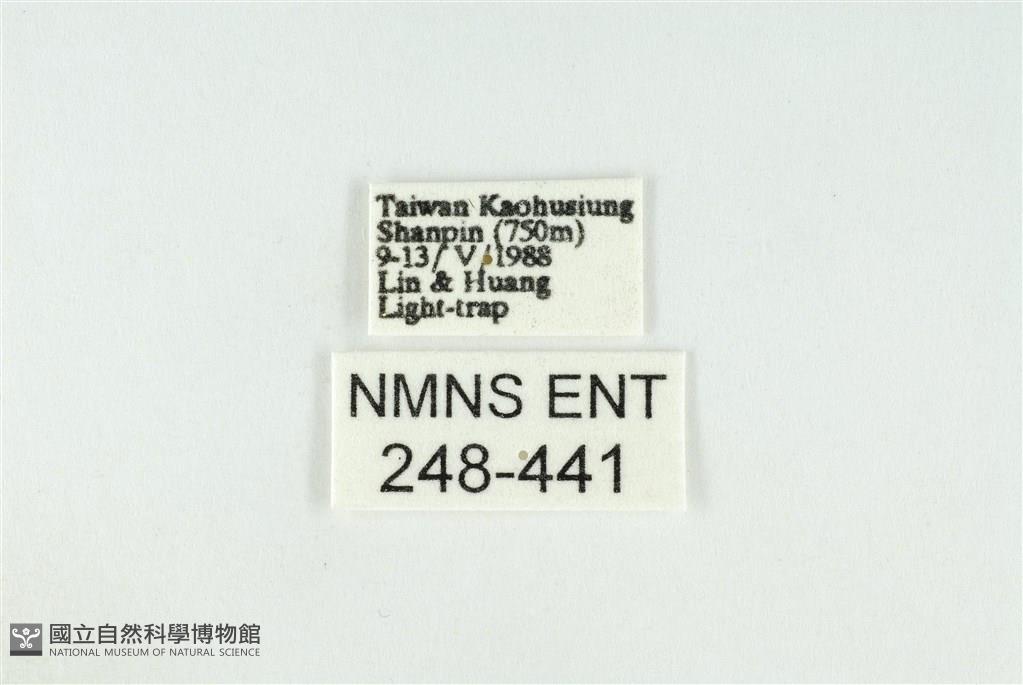 Taiwan Kaohusiung
Shanpin (750m)
9-13/ V/ 1988
Lin & Huang
Light-trap
NMNS ENT
248-441
國立自然科學博物館
NATIONAL MUSEUM OF NATURAL SCIENCE